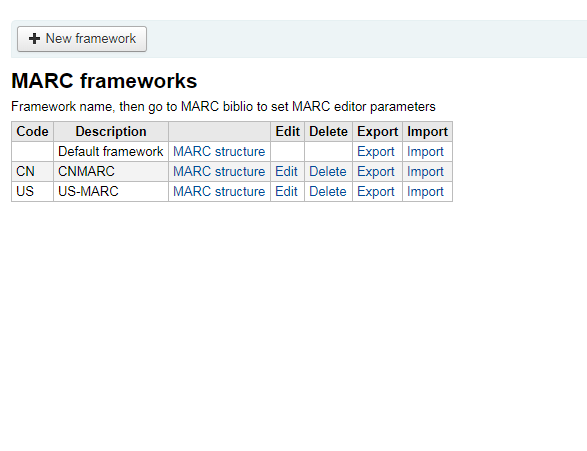 New framework
MARC frameworks
Framework name, then go to MARC biblio to set MARC editor parameters
Code Description Edit Delete Export Import
Default framework MARC structure Export Import
CN CNMARC MARC structure Edit Delete Export Import
US US-MARC MARC structure Edit Delete Export Import